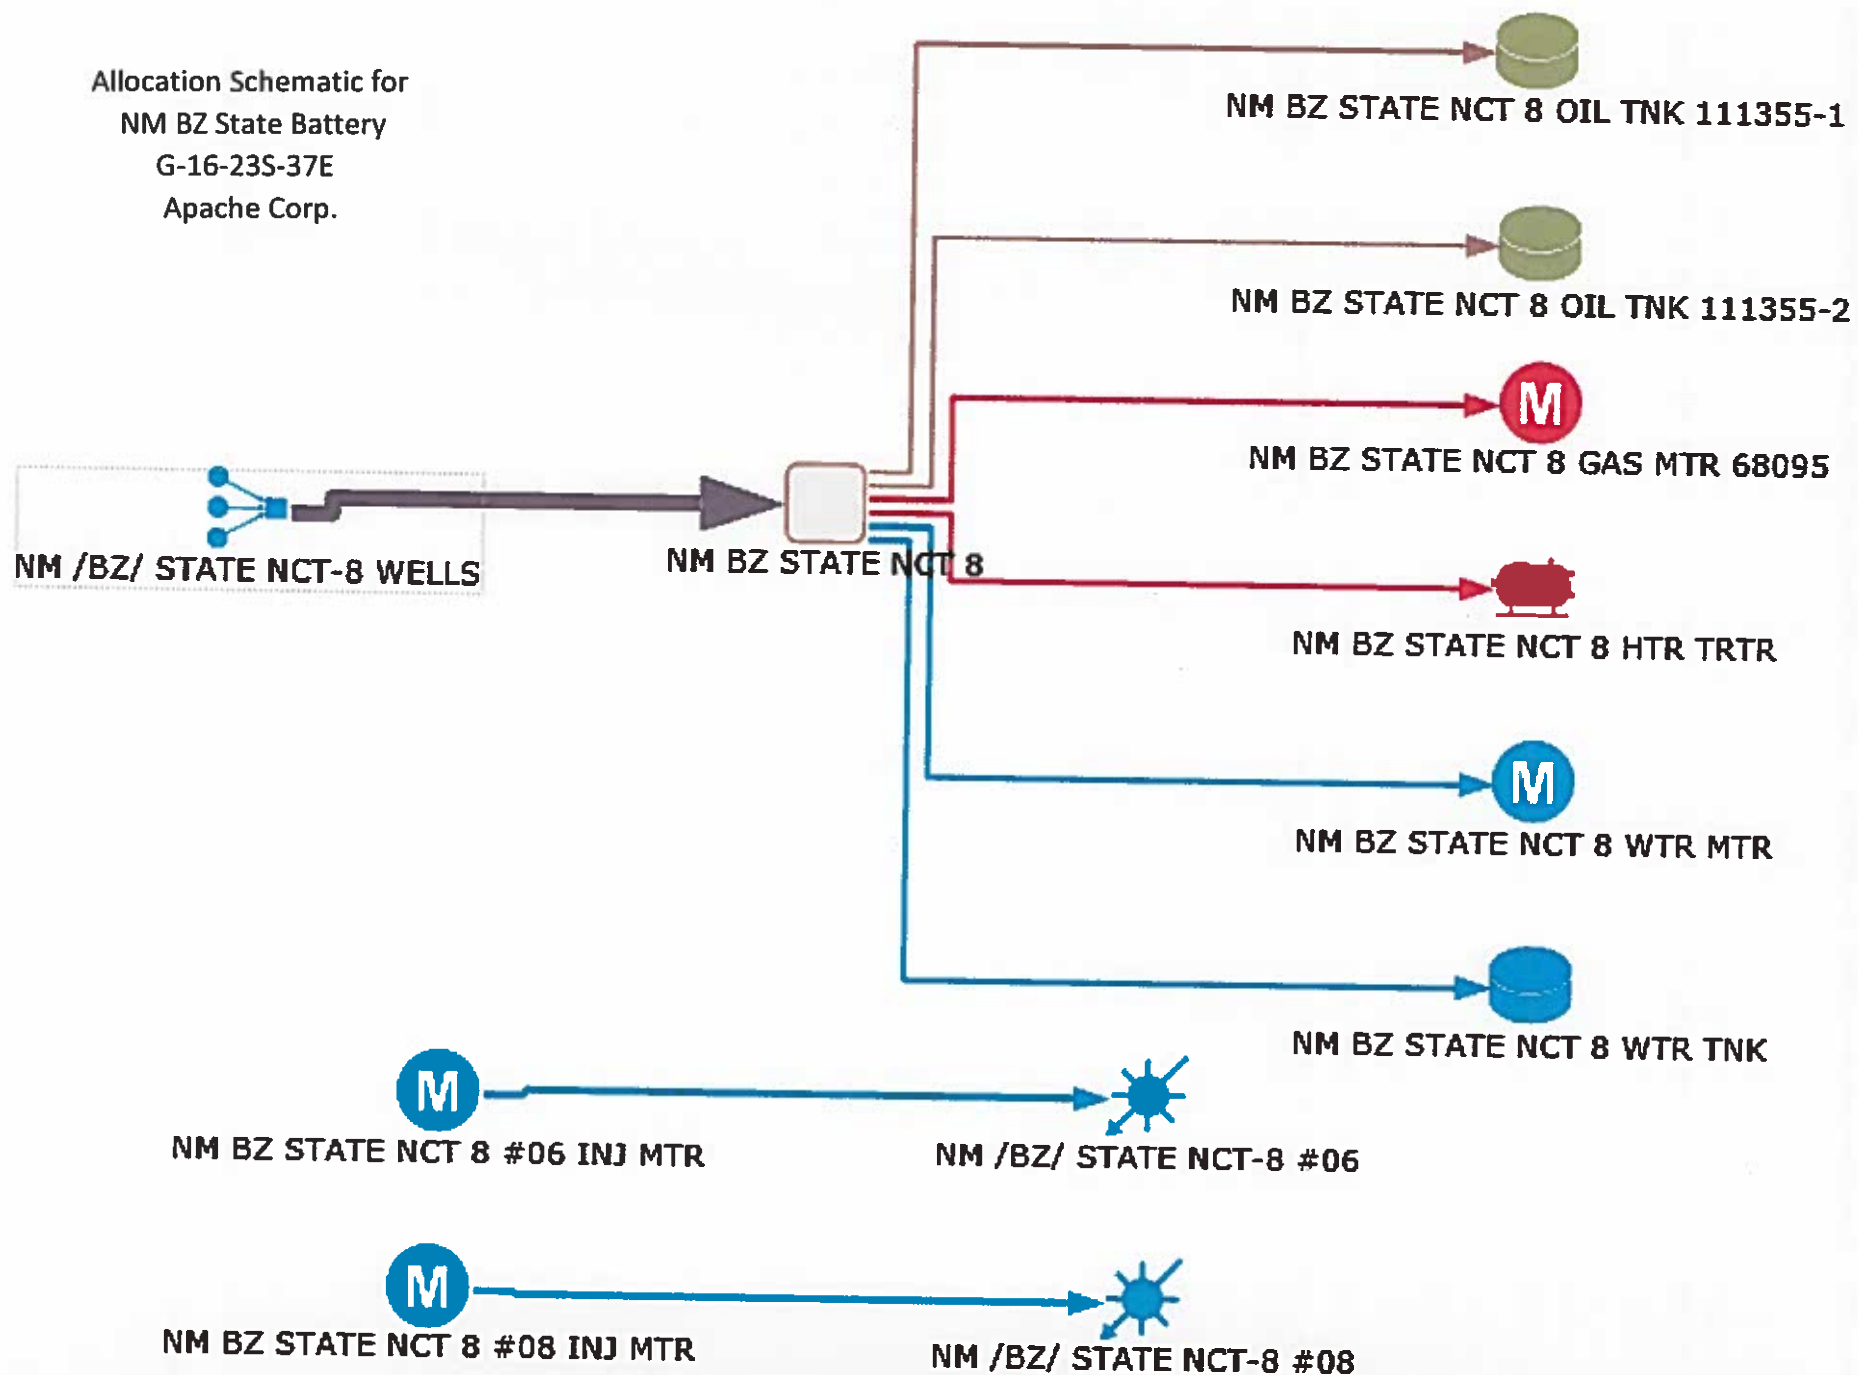 Allocation Schematic for
NM BZ State Battery
G-16-23S-37E
Apache Corp.
NM BZ STATE NCT 8 OIL TNK 111355-1
NM BZ STATE NCT 8 OIL TNK 111355-2
M
NM BZ STATE NCT 8 GAS MTR 68095
NM /BZ/ STATE NCT-8 WELLS
NM BZ STATE NCT 8
NM BZ STATE NCT 8 HTR TRTR
M
NM BZ STATE NCT 8 WTR MTR
NM BZ STATE NCT 8 WTR TNK
M
NM BZ STATE NCT 8 #06 INJ MTR
NM /BZ/ STATE NCT-8 #06
M
NM BZ STATE NCT 8 #08 INJ MTR
NM /BZ/ STATE NCT-8 #08